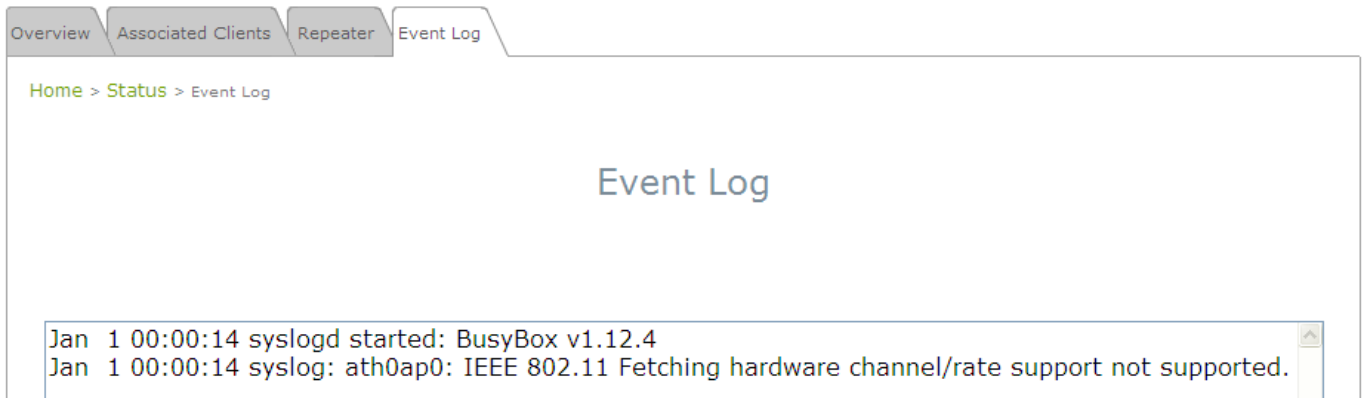 Overview Associated Clients Repeater Event Log
Home > Status > Event Log
Event Log
Jan  1 00:00:14 syslogd started: BusyBox v1.12.4
Jan  1 00:00:14 syslog: ath0ap0: IEEE 802.11 Fetching hardware channel/rate support not supported.